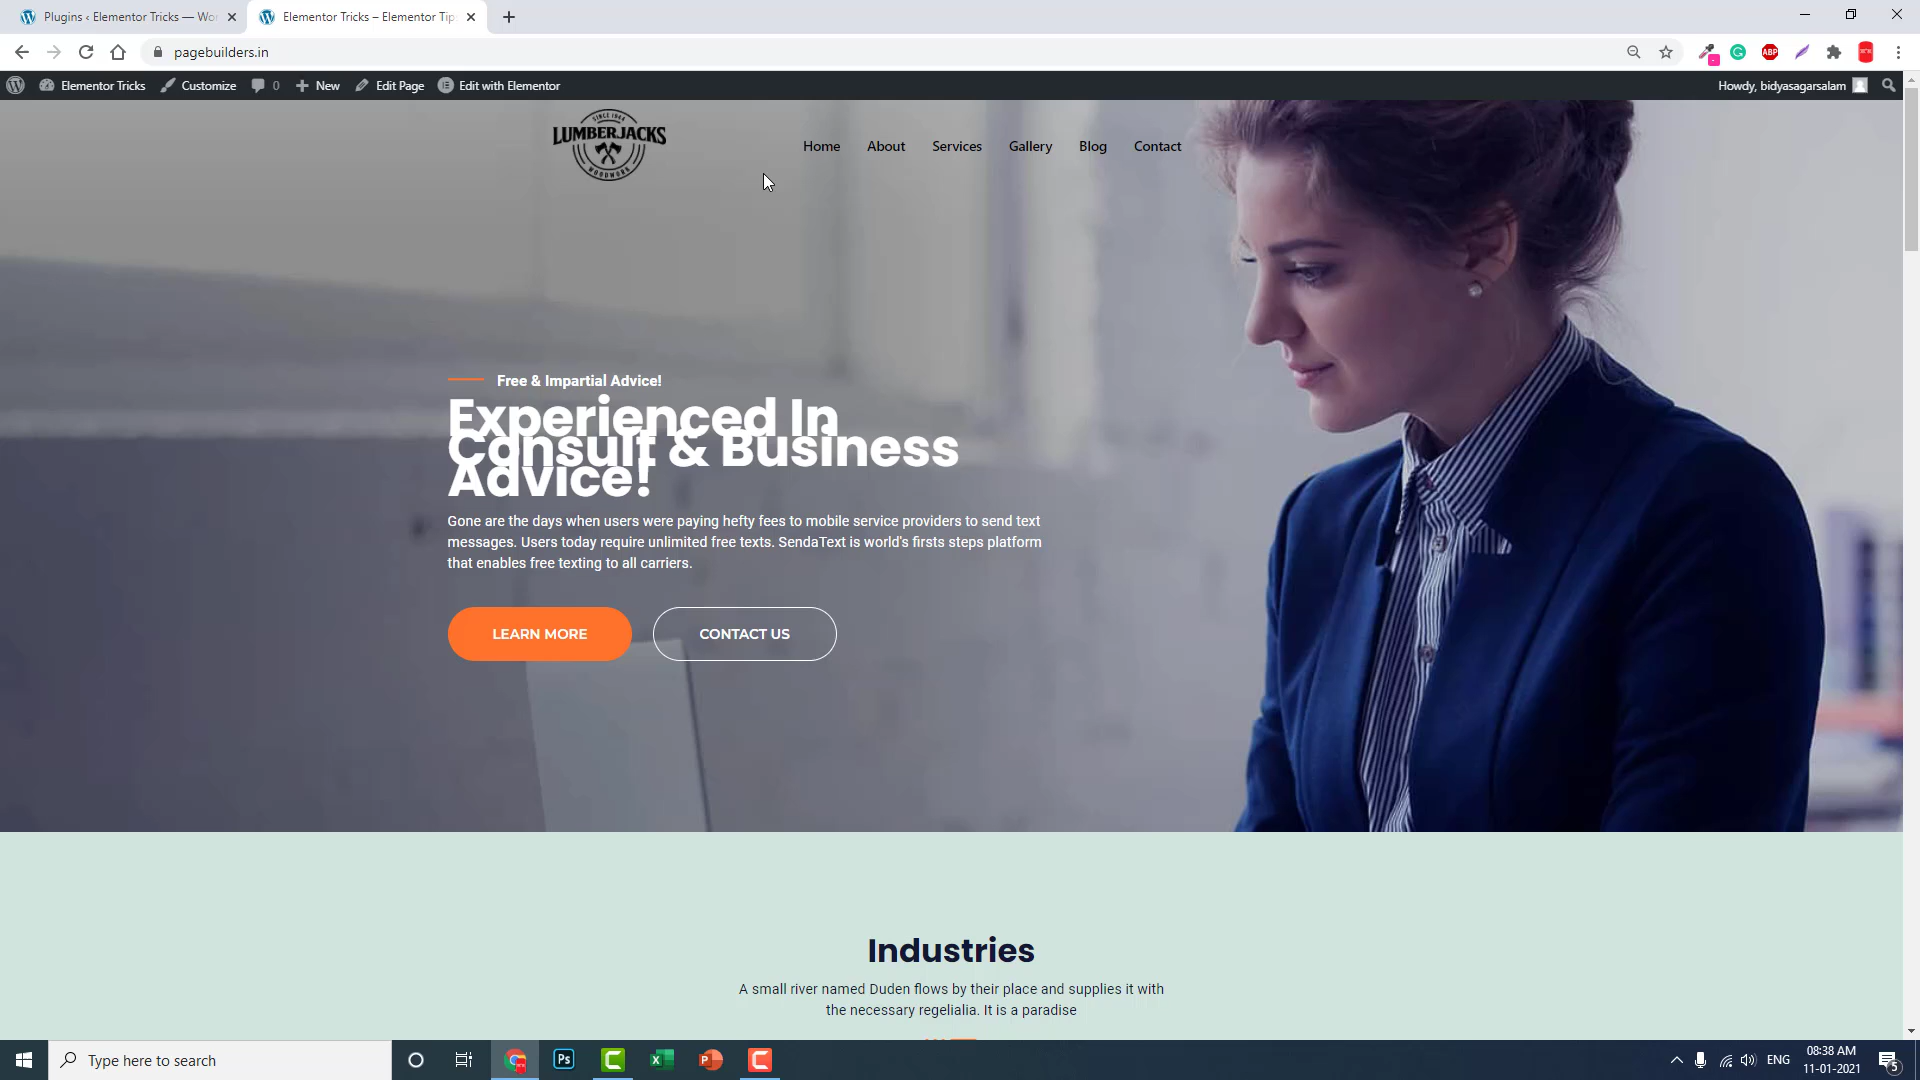 Plugins ‹ Elementor Tricks — Wor
Elementor Tricks – Elementor Tip
pagebuilders.in
ABP
Elementor Tricks
Customize
0
New
Edit Page
Edit with Elementor
Howdy, bidyasagarsalam
SINCE 1964
LUMBERJACKS
WOODWORK
Home
About
Services
Gallery
Blog
Contact
Free & Impartial Advice!
Experienced In
Consult & Business
Advice!
Gone are the days when users were paying hefty fees to mobile service providers to send text
messages. Users today require unlimited free texts. SendaText is world's firsts steps platform
that enables free texting to all carriers.
LEARN MORE
CONTACT US
Industries
A small river named Duden flows by their place and supplies it with
the necessary regelialia. It is a paradise
Type here to search
Ps
ENG
08:38 AM
11-01-2021
5